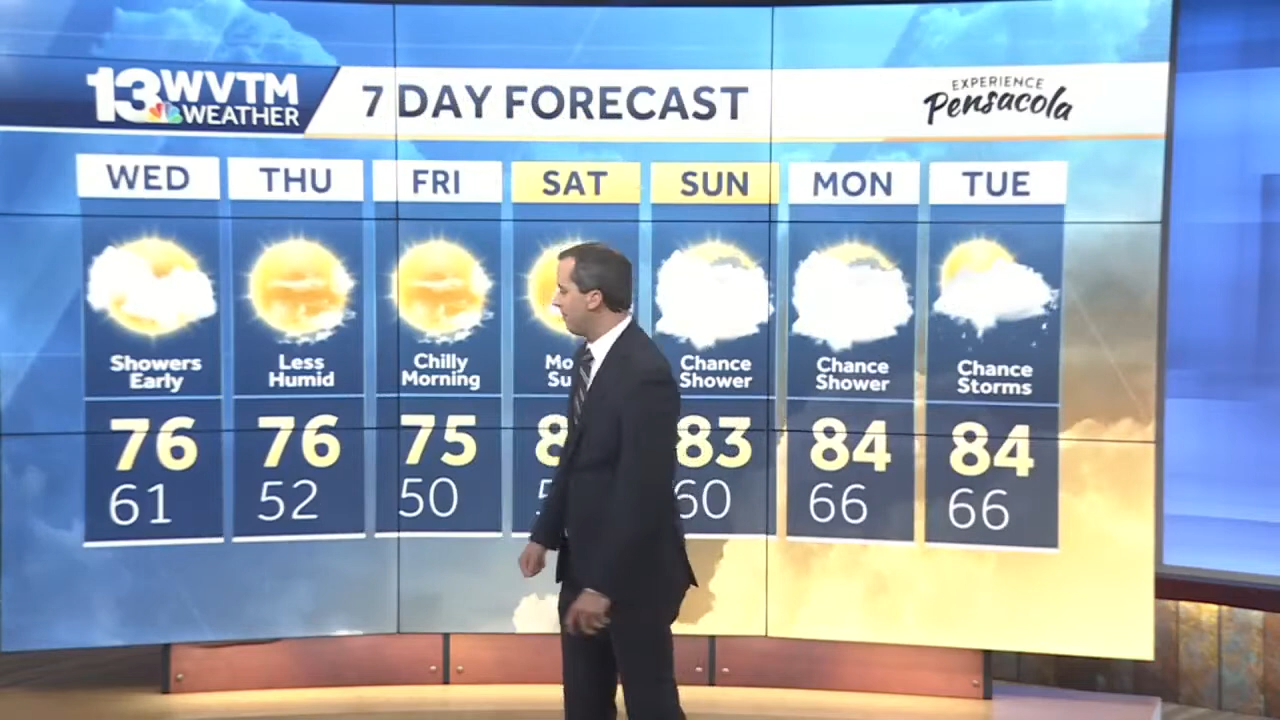 13 WVTM
WEATHER
7 DAY FORECAST
EXPERIENCE
Pensacola
WED
THU
FRI
SAT
SUN
MON
TUE
Showers
Early
Less
Humid
Chilly
Morning
Chance
Shower
Chance
Shower
Chance
Storms
76
76
75
83
84
84
61
52
50
60
66
66